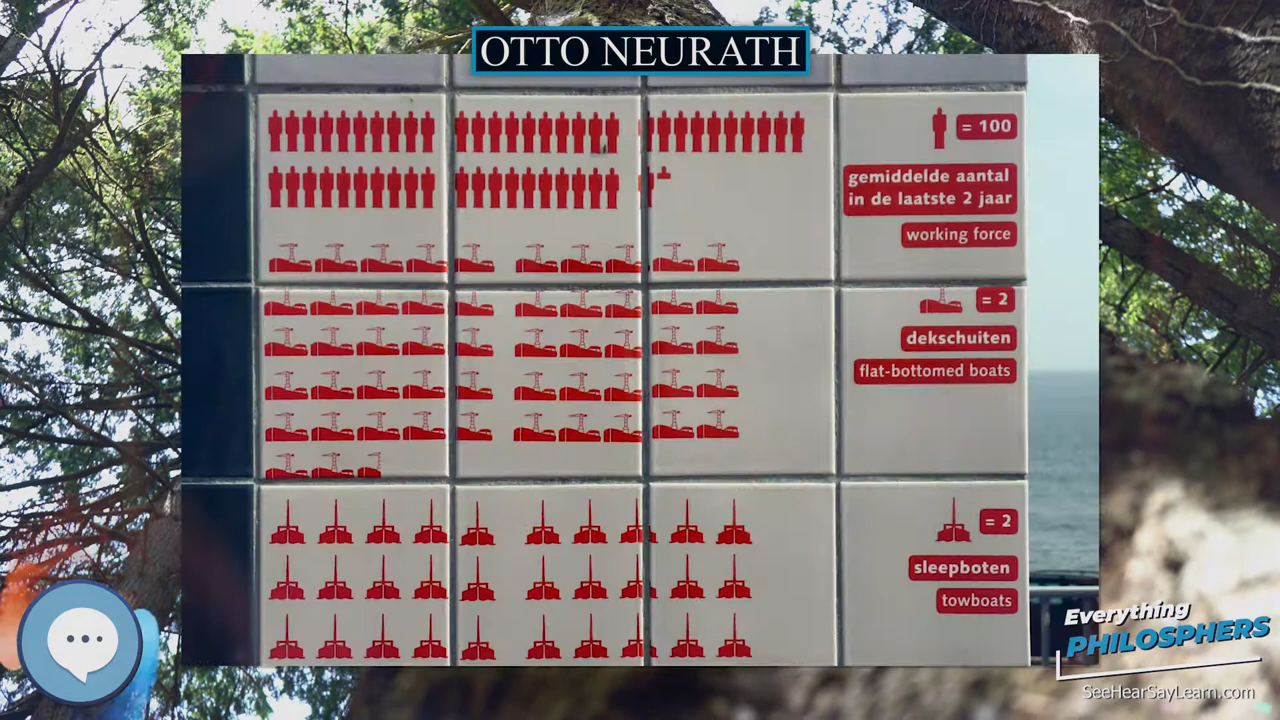 OTTO NEURATH
= 100
gemiddelde aantal
in de laatste 2 jaar
working force
= 2
dekschuiten
flat-bottomed boats
= 2
sleepboten
towboats
Everything
PHILOSPHERS
SeeHearSayLearn.com